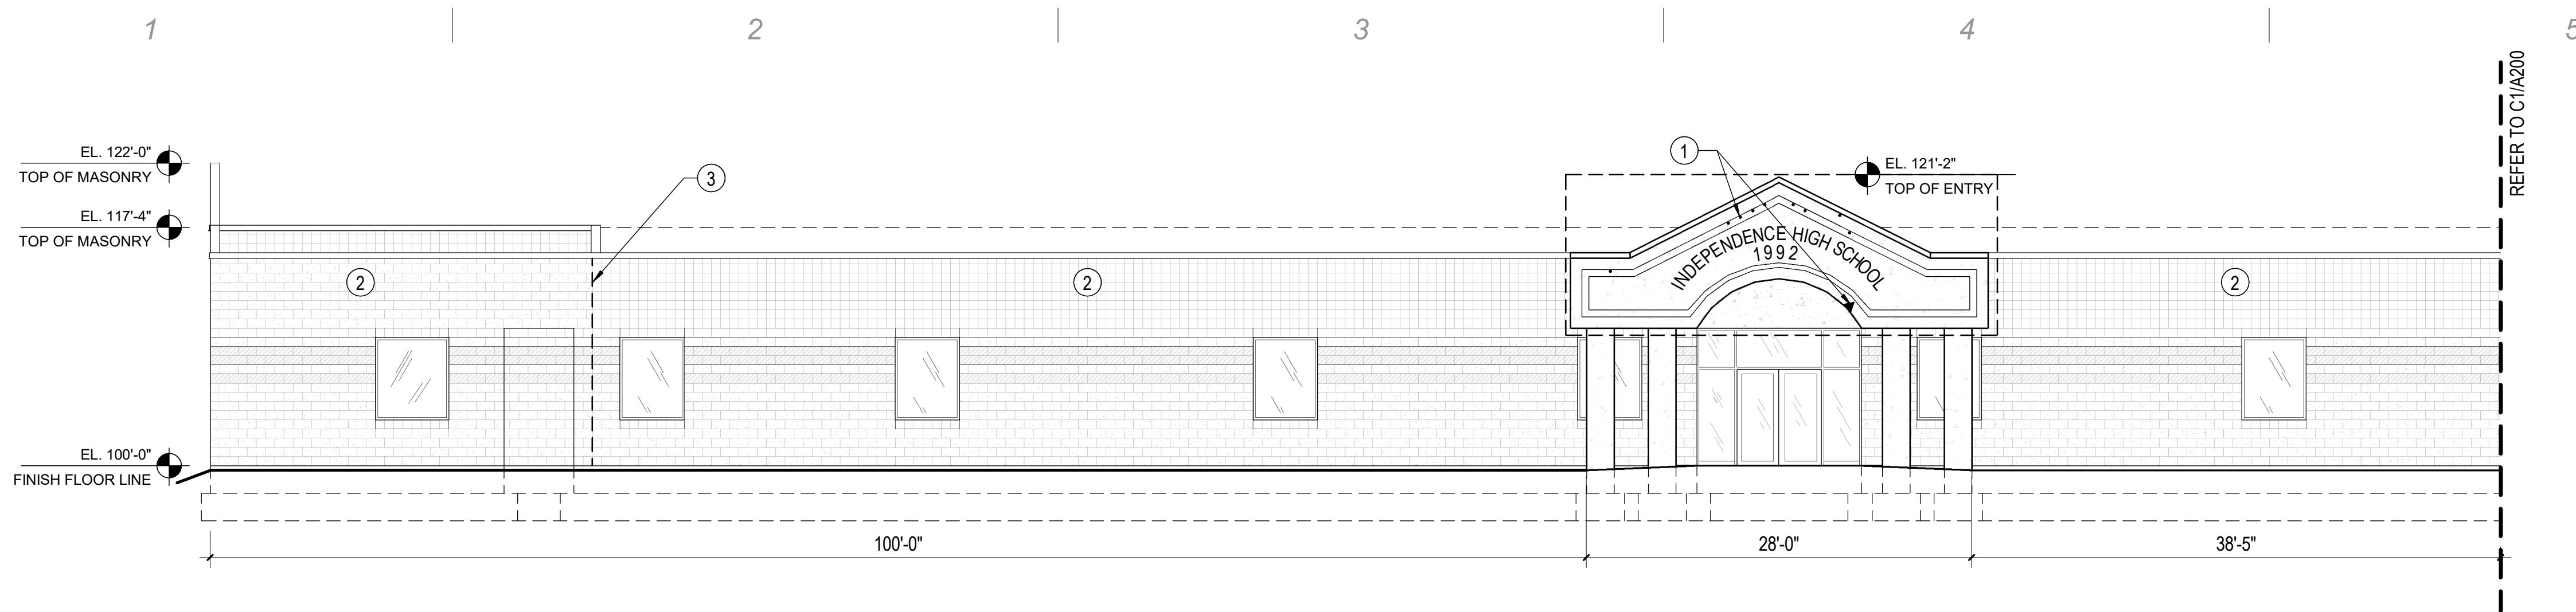 1
2
3
4
5
REFER TO C1/A200
EL. 122'-0"
TOP OF MASONRY
EL. 117'-4"
TOP OF MASONRY
3
1
EL. 121'-2"
TOP OF ENTRY
INDEPENDENCE HIGH SCHOOL
1992
2
2
2
EL. 100'-0"
FINISH FLOOR LINE
100'-0"
28'-0"
38'-5"